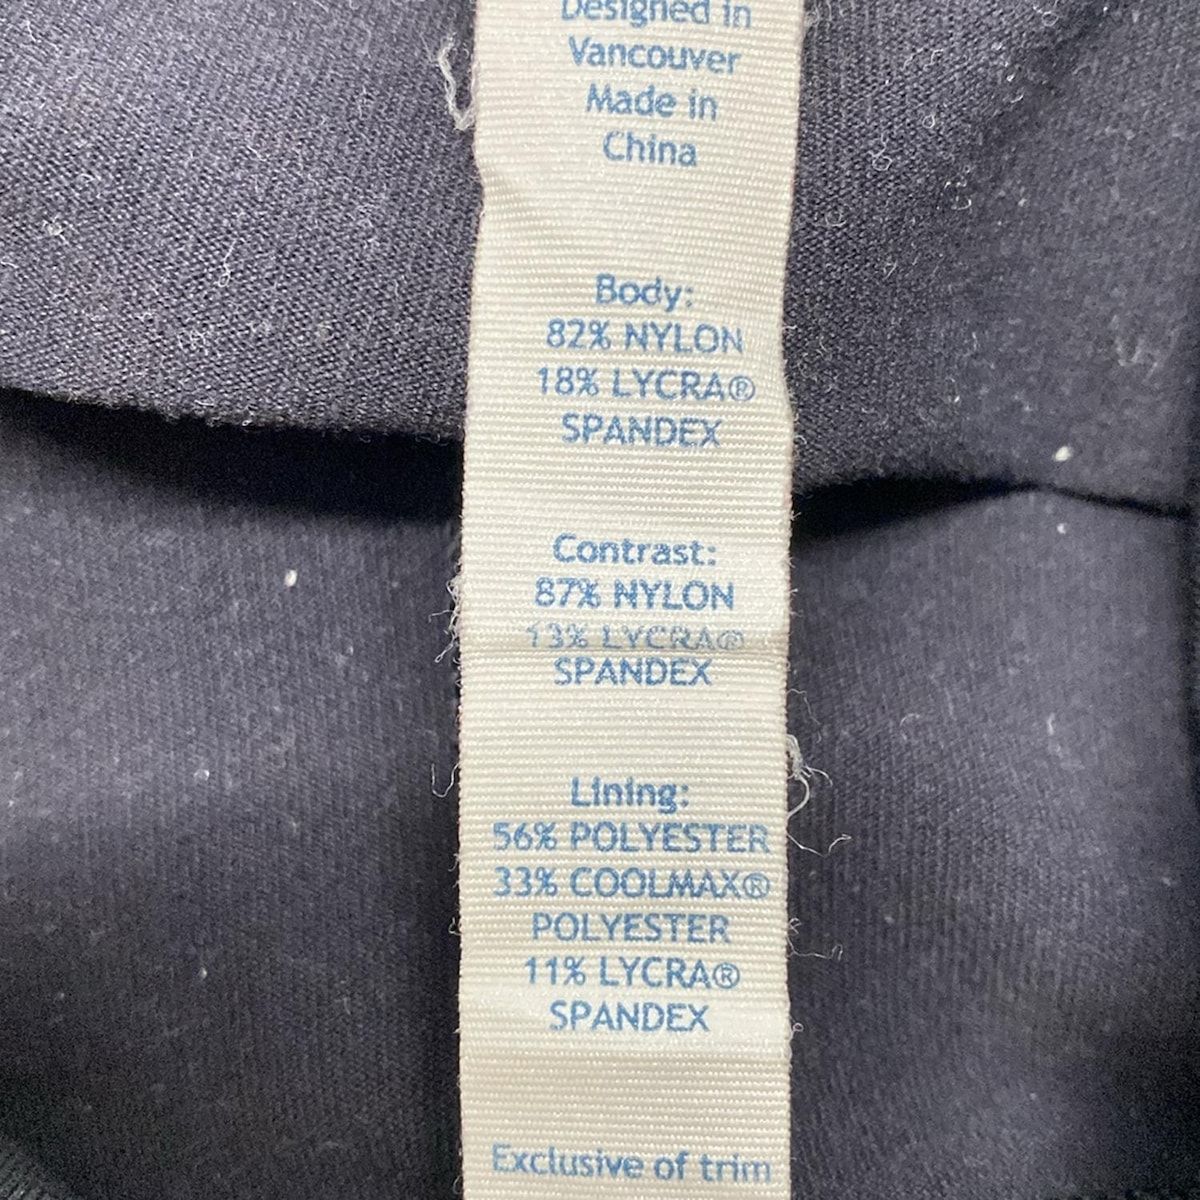 Designed in
Vancouver
Made in
China
Body:
82% NYLON
18% LYCRA®
SPANDEX
Contrast:
87% NYLON
13% LYCRA®
SPANDEX
Lining:
56% POLYESTER
33% COOLMAX®
POLYESTER
11% LYCRA®
SPANDEX
Exclusive of trim